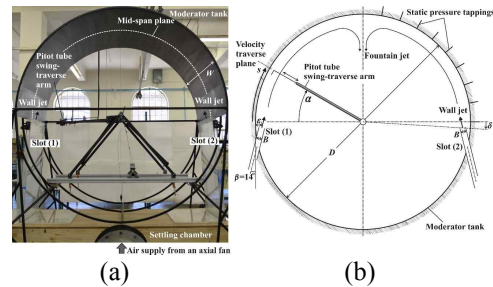 Moderator tank
Mid-span plane
Pitot tube
swing-traverse
arm
W
Wall jet
Wall jet
Slot (1)
Slot (2)
Settling chamber
Air supply from an axial fan
(a)
Static pressure tappings
Velocity
traverse
plane
Pitot tube
swing-traverse arm
Fountain jet
s
α
Wall jet
Slot (1)
δ
B
B
Slot (2)
β=14°
D
Moderator tank
(b)